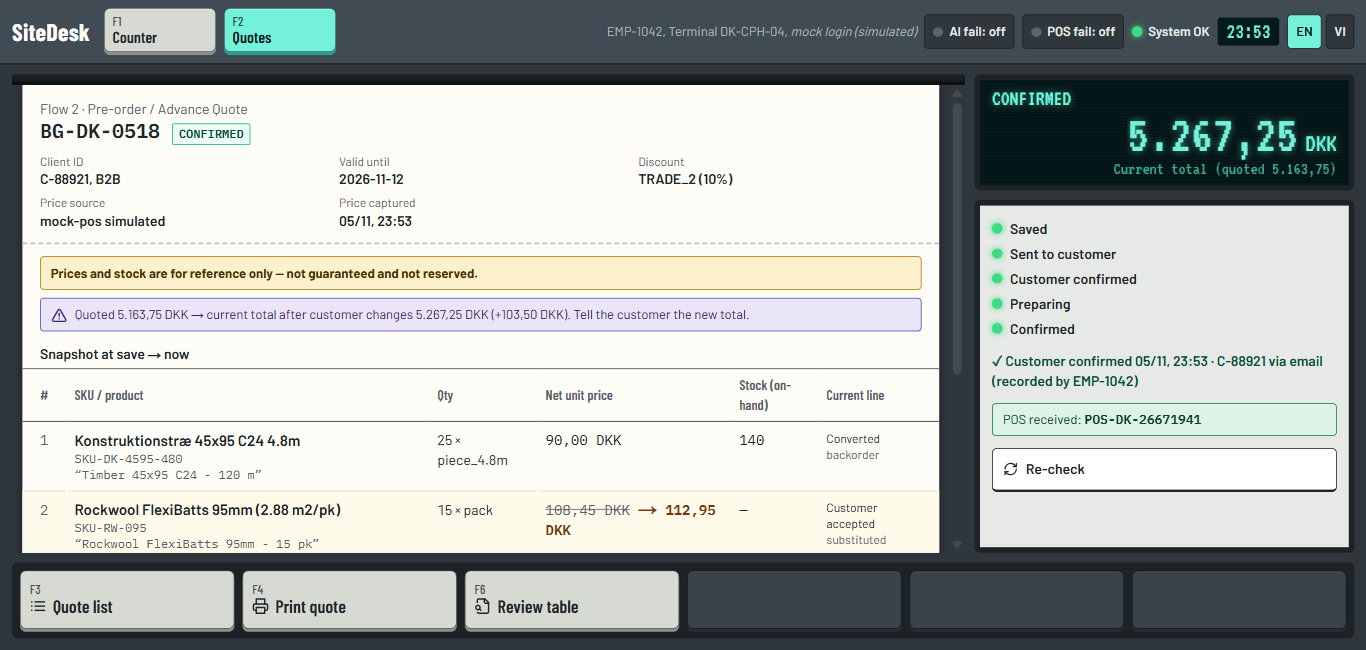 SiteDesk
F1
Counter
F2
Quotes
EMP-1042, Terminal DK-CPH-04, mock login (simulated)
AI fail: off
POS fail: off
System OK
23:53
EN
VI
Flow 2 · Pre-order / Advance Quote
BG-DK-0518
CONFIRMED
Client ID
C-88921, B2B
Valid until
2026-11-12
Discount
TRADE_2 (10%)
Price source
mock-pos simulated
Price captured
05/11, 23:53
Prices and stock are for reference only — not guaranteed and not reserved.
Quoted 5.163,75 DKK → current total after customer changes 5.267,25 DKK (+103,50 DKK). Tell the customer the new total.
Snapshot at save → now
# SKU / product Qty Net unit price Stock (on-hand) Current line
1 Konstruktionstræ 45x95 C24 4.8m
SKU-DK-4595-480
“Timber 45x95 C24 - 120 m”
25 ×
piece_4.8m
90,00 DKK
140
Converted
backorder
2 Rockwool FlexiBatts 95mm (2.88 m2/pk)
SKU-RW-095
“Rockwool FlexiBatts 95mm - 15 pk”
15 × pack
108,45 DKK → 112,95
DKK
—
Customer
accepted
substituted
CONFIRMED
5.267,25 DKK
Current total (quoted 5.163,75)
Saved
Sent to customer
Customer confirmed
Preparing
Confirmed
✓ Customer confirmed 05/11, 23:53 · C-88921 via email
(recorded by EMP-1042)
POS received: POS-DK-26671941
Re-check
F3
Quote list
F4
Print quote
F6
Review table